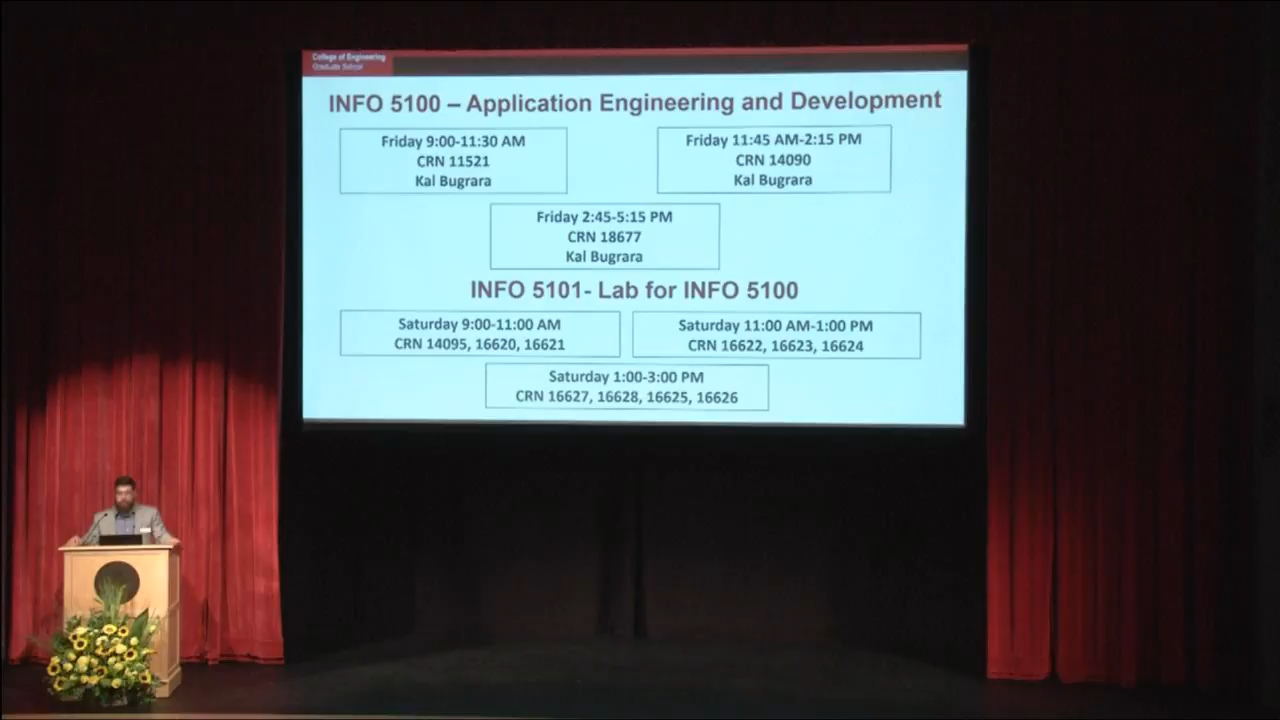 College of Engineering
Graduate School
INFO 5100 – Application Engineering and Development
Friday 9:00-11:30 AM
CRN 11521
Kal Bugrara
Friday 11:45 AM-2:15 PM
CRN 14090
Kal Bugrara
Friday 2:45-5:15 PM
CRN 18677
Kal Bugrara
INFO 5101- Lab for INFO 5100
Saturday 9:00-11:00 AM
CRN 14095, 16620, 16621
Saturday 11:00 AM-1:00 PM
CRN 16622, 16623, 16624
Saturday 1:00-3:00 PM
CRN 16627, 16628, 16625, 16626